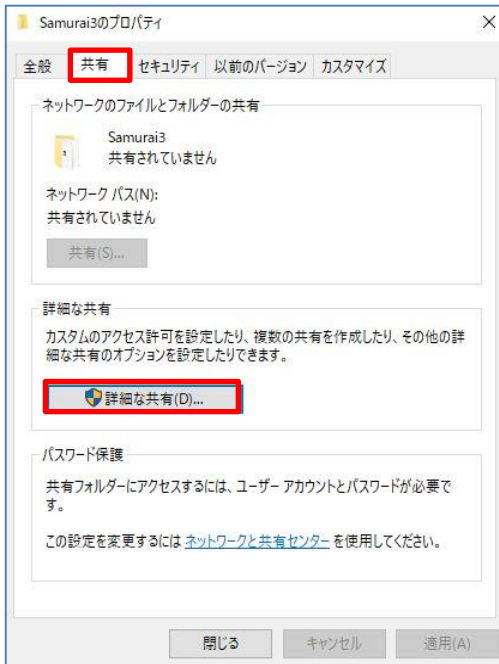 Samurai3のプロパティ
全般 共有 セキュリティ 以前のバージョン カスタマイズ
ネットワークのファイルとフォルダーの共有
Samurai3
共有されていません
ネットワーク パス(N):
共有されていません
共有(S)...
詳細な共有
カスタムのアクセス許可を設定したり、複数の共有を作成したり、その他の詳
細な共有のオプションを設定したりできます。
詳細な共有(D)...
パスワード保護
共有フォルダーにアクセスするには、ユーザー アカウントとパスワードが必要で
す。
この設定を変更するには ネットワークと共有センター を使用してください。
閉じる キャンセル 適用(A)